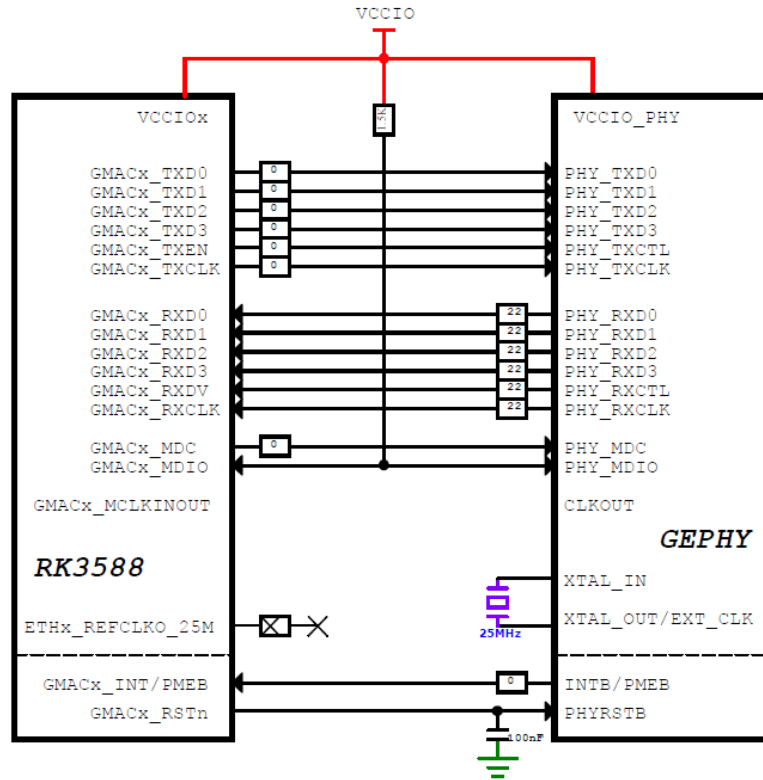 VCCIO
VCCIOx
1.5K
VCCIO_PHY
GMACx_TXD0 0 PHY_TXD0
GMACx_TXD1 0 PHY_TXD1
GMACx_TXD2 0 PHY_TXD2
GMACx_TXD3 0 PHY_TXD3
GMACx_TXEN 0 PHY_TXCTL
GMACx_TXCLK 0 PHY_TXCLK
GMACx_RXD0 22 PHY_RXD0
GMACx_RXD1 22 PHY_RXD1
GMACx_RXD2 22 PHY_RXD2
GMACx_RXD3 22 PHY_RXD3
GMACx_RXDV 22 PHY_RXCTL
GMACx_RXCLK 22 PHY_RXCLK
GMACx_MDC 0 PHY_MDC
GMACx_MDIO PHY_MDIO
GMACx_MCLKINOUT CLKOUT
GEPHY
RK3588
XTAL_IN
ETHx_REFCLKO_25M 25MHz XTAL_OUT/EXT_CLK
GMACx_INT/PMEB 0 INTB/PMEB
GMACx_RSTn PHYRSTB
100nF